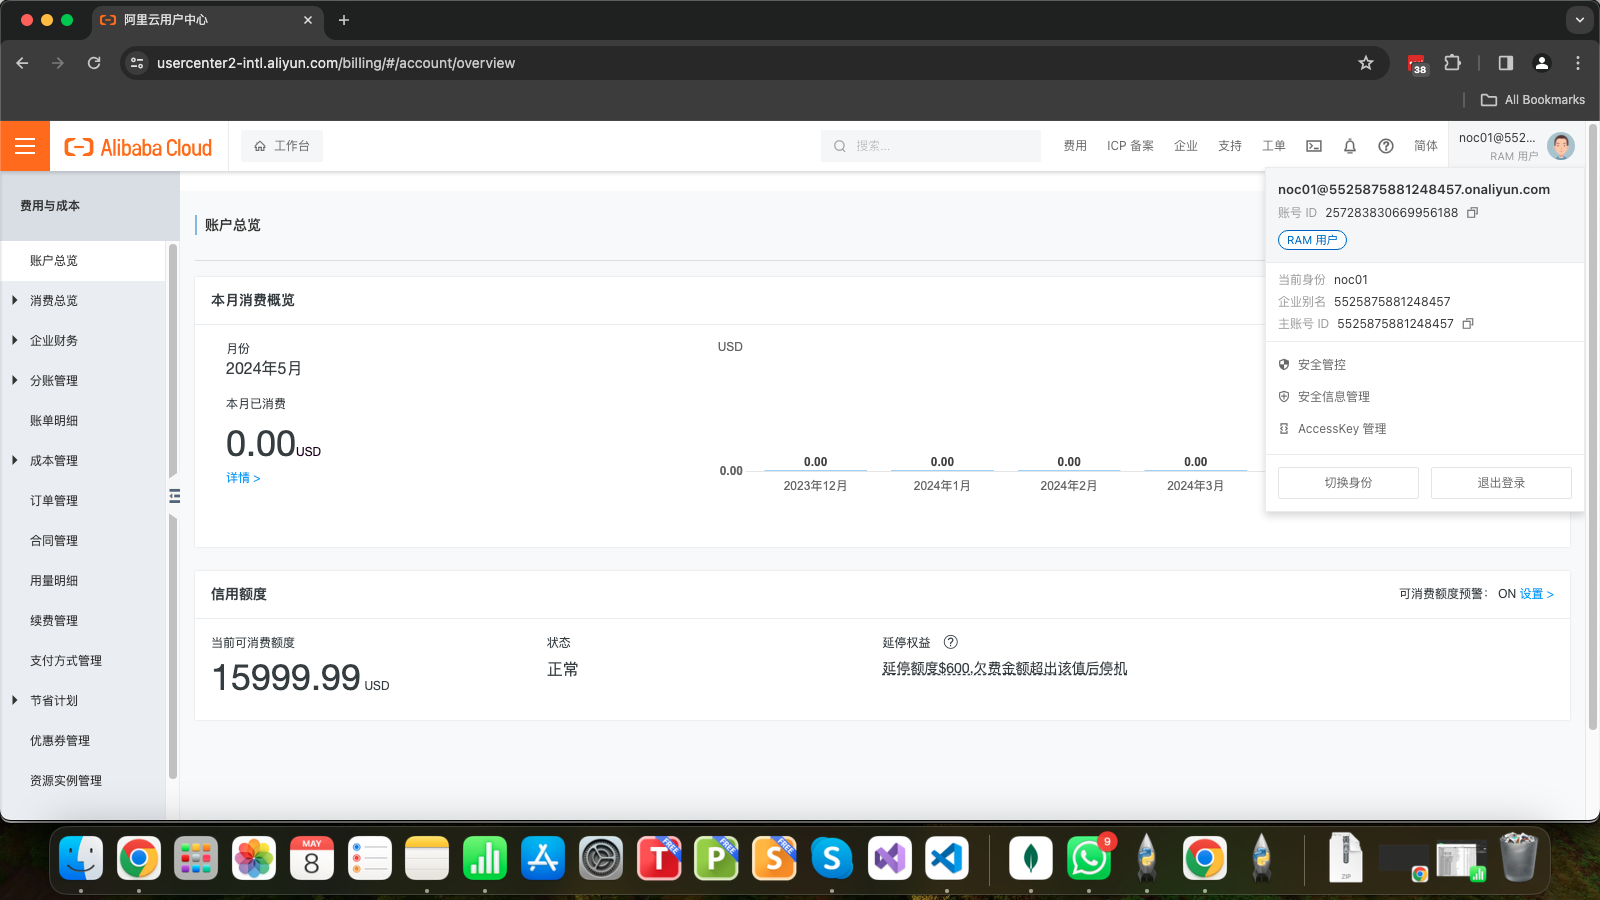 阿里云用户中心
usercenter2-intl.aliyun.com/billing/#/account/overview
38
All Bookmarks
Alibaba Cloud
工作台
搜索...
费用
ICP 备案
企业
支持
工单
简体
noc01@552...
RAM 用户
费用与成本
账户总览
消费总览
企业财务
分账管理
账单明细
成本管理
订单管理
合同管理
用量明细
续费管理
支付方式管理
节省计划
优惠券管理
资源实例管理
账户总览
本月消费概览
月份
2024年5月
本月已消费
0.00USD
详情 >
USD
0.00
0.00
0.00
0.00
0.00
2023年12月
2024年1月
2024年2月
2024年3月
noc01@5525875881248457.onaliyun.com
账号 ID 257283830669956188
RAM 用户
当前身份 noc01
企业别名 5525875881248457
主账号 ID 5525875881248457
安全管控
安全信息管理
AccessKey 管理
切换身份
退出登录
信用额度
可消费额度预警： ON 设置 >
当前可消费额度
15999.99 USD
状态
正常
延停权益
延停额度$600,欠费金额超出该值后停机
MAY
8
T
FREE
P
FREE
S
FREE
S
9
ZIP